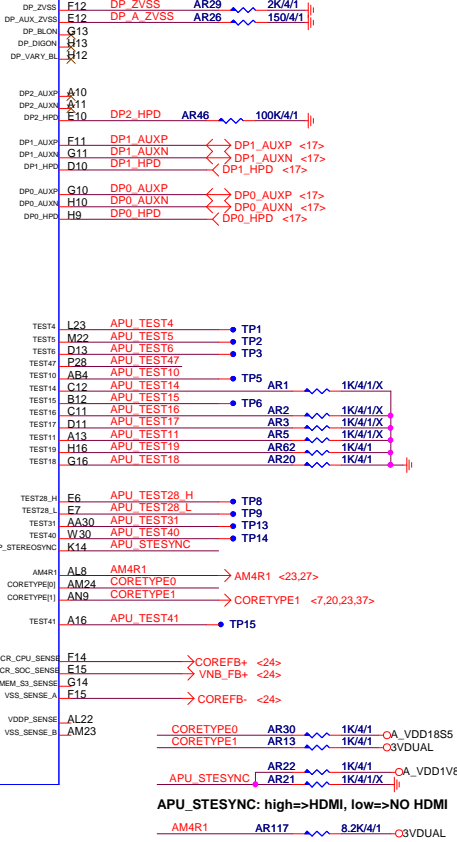 DP_ZVSS F12 DP_ZVSS AR29 2K/4/1
DP_AUX_ZVSS E12 DP_A_ZVSS AR26 150/4/1
DP_BLON G13
DP_DIGON H13
DP_VARY_BL H12
DP2_AUXP A10
DP2_AUXN A11
DP2_HPD E10 DP2_HPD AR46 100K/4/1
DP1_AUXP F11 DP1_AUXP DP1_AUXP <17>
DP1_AUXN G11 DP1_AUXN DP1_AUXN <17>
DP1_HPD D10 DP1_HPD DP1_HPD <17>
DP0_AUXP G10 DP0_AUXP DP0_AUXP <17>
DP0_AUXN H10 DP0_AUXN DP0_AUXN <17>
DP0_HPD H9 DP0_HPD DP0_HPD <17>
TEST4 L23 APU_TEST4 TP1
TEST5 M22 APU_TEST5 TP2
TEST6 D13 APU_TEST6 TP3
TEST47 P28 APU_TEST47
TEST10 AB4 APU_TEST10 TP5
TEST14 C12 APU_TEST14 AR1 1K/4/1/X
TEST15 B12 APU_TEST15 TP6
TEST16 C11 APU_TEST16 AR2 1K/4/1/X
TEST17 D11 APU_TEST17 AR3 1K/4/1/X
TEST11 A13 APU_TEST11 AR5 1K/4/1/X
TEST19 H16 APU_TEST19 AR62 1K/4/1
TEST18 G16 APU_TEST18 AR20 1K/4/1
TEST28_H E6 APU_TEST28_H TP8
TEST28_L E7 APU_TEST28_L TP9
TEST31 AA30 APU_TEST31 TP13
TEST40 W30 APU_TEST40 TP14
P_STEREOSYNC K14 APU_STESYNC
AM4R1 AL8 AM4R1 AM4R1 <23,27>
CORETYPE[0] AM24 CORETYPE0
CORETYPE[1] AN9 CORETYPE1 CORETYPE1 <7,20,23,37>
TEST41 A16 APU_TEST41 TP15
CR_CPU_SENSE F14 COREFB+ <24>
CR_SOC_SENSE E15 VNB_FB+ <24>
MEM_S3_SENSE G14
VSS_SENSE_A F15 COREFB- <24>
VDDP_SENSE AL22
VSS_SENSE_B AM23
CORETYPE0 AR30 1K/4/1 A_VDD18S5
CORETYPE1 AR13 1K/4/1 3VDUAL
AR22 1K/4/1 A_VDD1V8
APU_STESYNC AR21 1K/4/1/X
APU_STESYNC: high=>HDMI, low=>NO HDMI
AM4R1 AR117 8.2K/4/1 3VDUAL